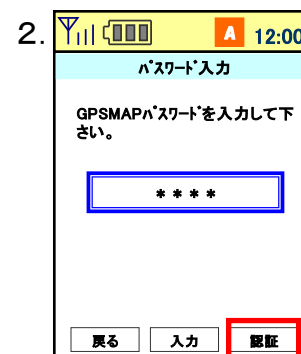 2.
A 12:00
ﾊﾟｽﾜｰﾄﾞ入力
GPSMAPﾊﾟｽﾜｰﾄﾞを入力して下
さい。
＊＊＊＊
戻る 入力 認証